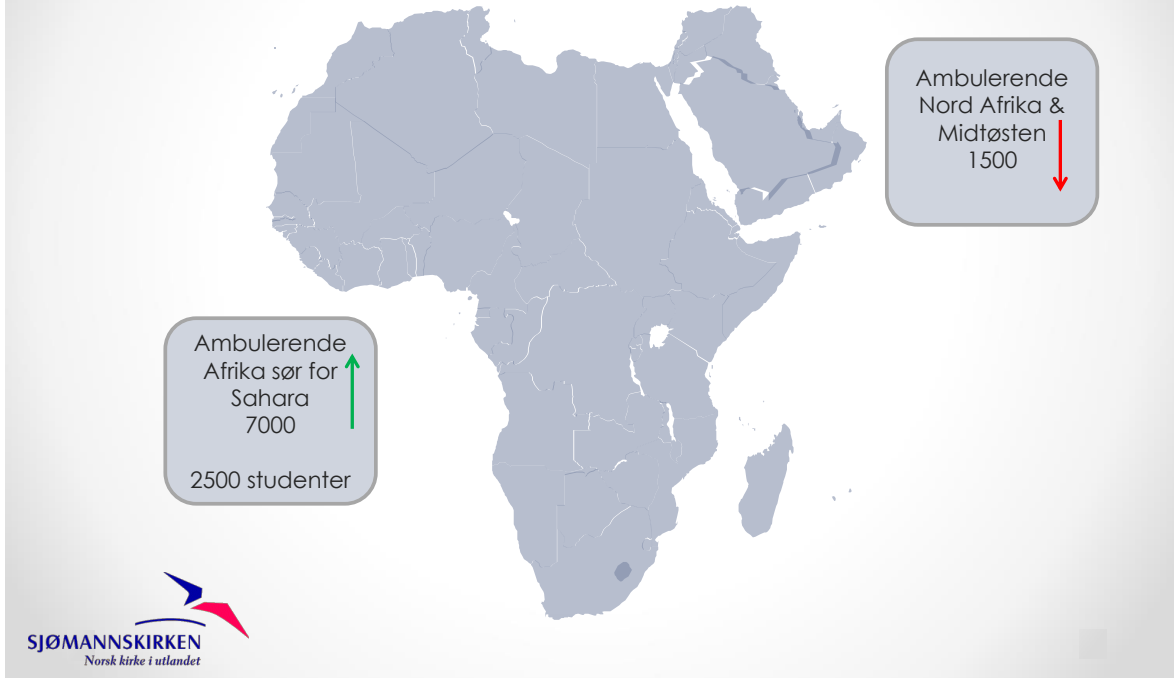 Ambulerende
Nord Afrika &
Midtøsten
1500
Ambulerende
Afrika sør for
Sahara
7000
2500 studenter
SJØMANNSKIRKEN
Norsk kirke i utlandet